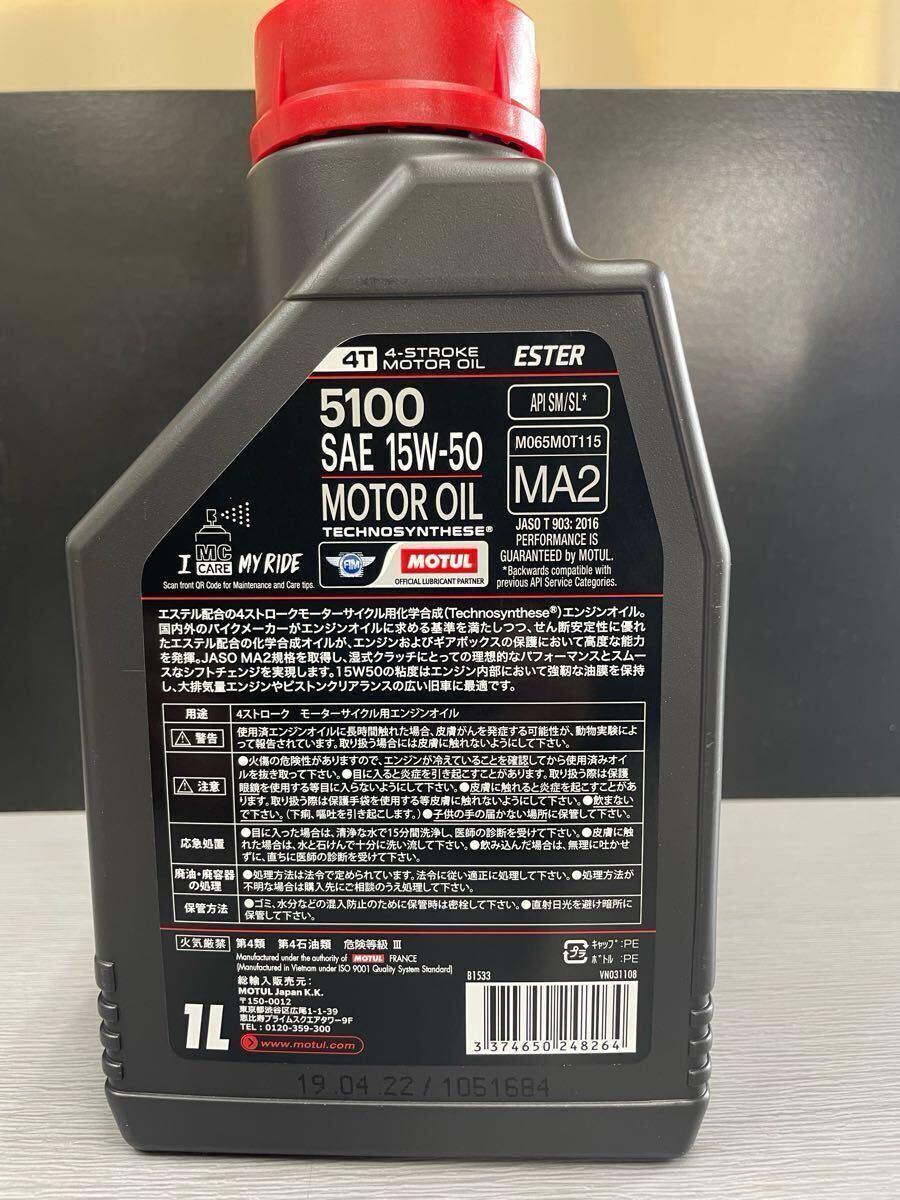 4T 4-STROKE MOTOR OIL ESTER
5100
SAE 15W-50
MOTOR OIL
TECHNOSYNTHESE®
API SM/SL*
M065MOT115
MA2
JASO T 903: 2016
PERFORMANCE IS
GUARANTEED by MOTUL.
*Backwards compatible with
previous API Service Categories.
I MC CARE MY RIDE
Scan front QR Code for Maintenance and Care tips.
FIM MOTUL
OFFICIAL LUBRICANT PARTNER
エステル配合の4ストロークモーターサイクル用化学合成(Technosynthese®)エンジンオイル。
国内外のバイクメーカーがエンジンオイルに求める基準を満たしつつ、せん断安定性に優れ
たエステル配合の化学合成オイルが、エンジンおよびギアボックスの保護において高度な能力
を発揮。JASO MA2規格を取得し、湿式クラッチにとっての理想的なパフォーマンスとスムー
スなシフトチェンジを実現します。15W50の粘度はエンジン内部において強靭な油膜を保持
し、大排気量エンジンやピストンクリアランスの広い旧車に最適です。
用途 4ストローク モーターサイクル用エンジンオイル
警告 使用済エンジンオイルに長時間触れた場合、皮膚がんを発症する可能性が、動物実験によ
って報告されています。取り扱う場合には皮膚に触れないようにして下さい。
注意 ●火傷の危険性がありますので、エンジンが冷えていることを確認してから使用済みオイ
ルを抜き取って下さい。●目に入ると炎症を引き起こすことがあります。取り扱う際は保護
眼鏡を使用する等目に入らないようにして下さい。●皮膚に触れると炎症を起こすことがあ
ります。取り扱う際は保護手袋を使用する等皮膚に触れないようにして下さい。●飲まない
で下さい。(下痢、嘔吐を引き起こします。)●子供の手の届かない場所に保管して下さい。
応急処置 ●目に入った場合は、清浄な水で15分間洗浄し、医師の診断を受けて下さい。●皮膚に触
れた場合は、水と石けんで十分に洗い流して下さい。●飲み込んだ場合は、無理に吐かせ
ずに、直ちに医師の診断を受けて下さい。
廃油・廃容器の処理 ●処理方法は法令で定められています。法令に従い適正に処理して下さい。●処理方法が
不明な場合は購入先にご相談のうえ処理して下さい。
保管方法 ●ゴミ、水分などの混入防止のために保管時は密栓して下さい。●直射日光を避け暗所に
保管して下さい。
火気厳禁 第4類 第4石油類 危険等級 III
Manufactured under the authority of MOTUL FRANCE
(Manufactured in Vietnam under ISO 9001 Quality System Standard)
プラ キャップ:PE
ボトル:PE
総輸入販売元:
MOTUL Japan K.K.
〒150-0012
東京都渋谷区広尾1-1-39
恵比寿プライムスクエアタワー9F
TEL : 0120-359-300
www.motul.com
1L
B1533 VN031108
3 374650 248264
19.04.22/1051684